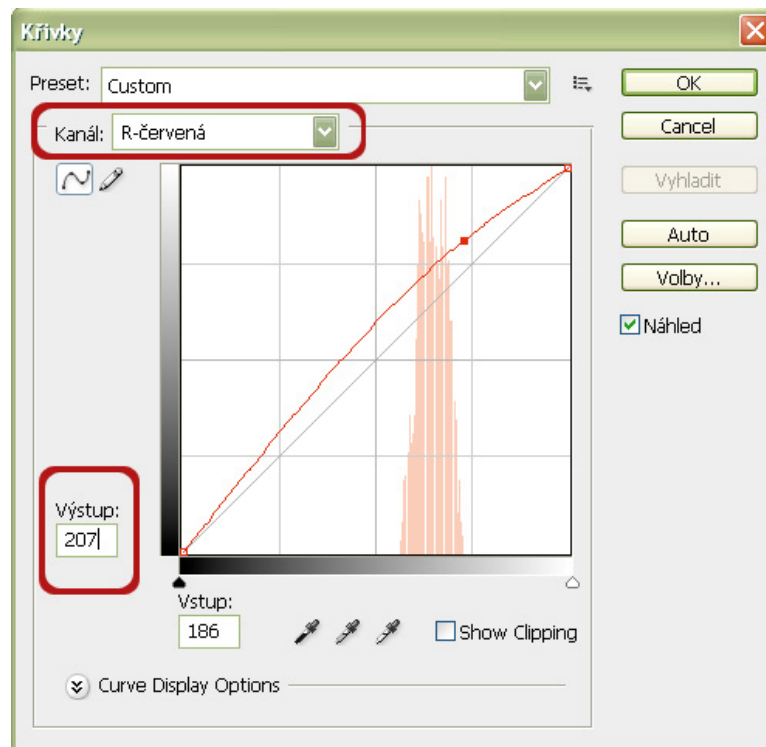 Křivky
Preset: Custom
OK
Kanál: R-červená
Cancel
Vyhladit
Auto
Volby...
Náhled
Výstup:
207
Vstup:
186
Show Clipping
Curve Display Options